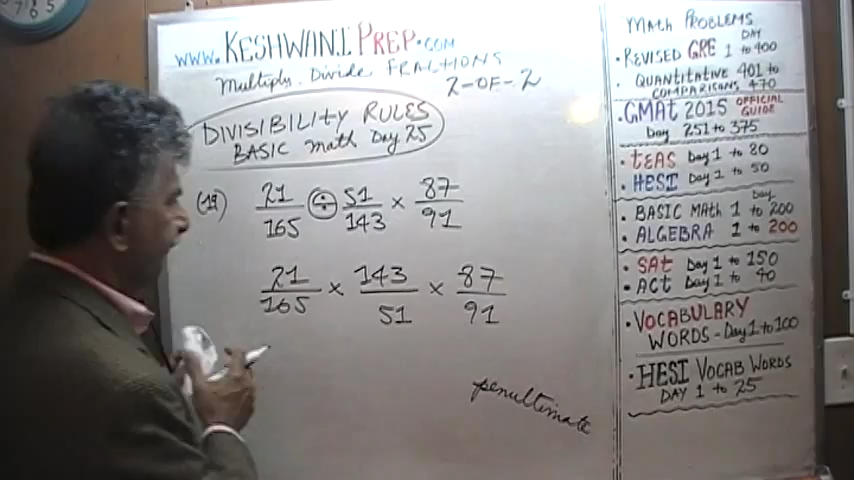 www.KESHWANIPREP.COM
Multiply. Divide FRACTIONS
2-OF-2
DIVISIBILITY RULES
BASIC Math Day 25
(19) 21/165 ÷ 51/143 × 87/91
21/165 × 143/51 × 87/91
penultimate
MATH PROBLEMS
DAY
• REVISED GRE 1 to 400
• QUANTITATIVE 401 to
COMPARISONS 470
• GMAT 2015 OFFICIAL
GUIDE
Day 251 to 375
• TEAS Day 1 to 80
• HESI Day 1 to 50
Day
• BASIC MAth 1 to 200
• ALGEBRA 1 to 200
• SAt Day 1 to 150
• ACt Day 1 to 40
• VOCABULARY
WORDS - Day 1 to 100
• HESI VOCAB WORDS
DAY 1 to 25